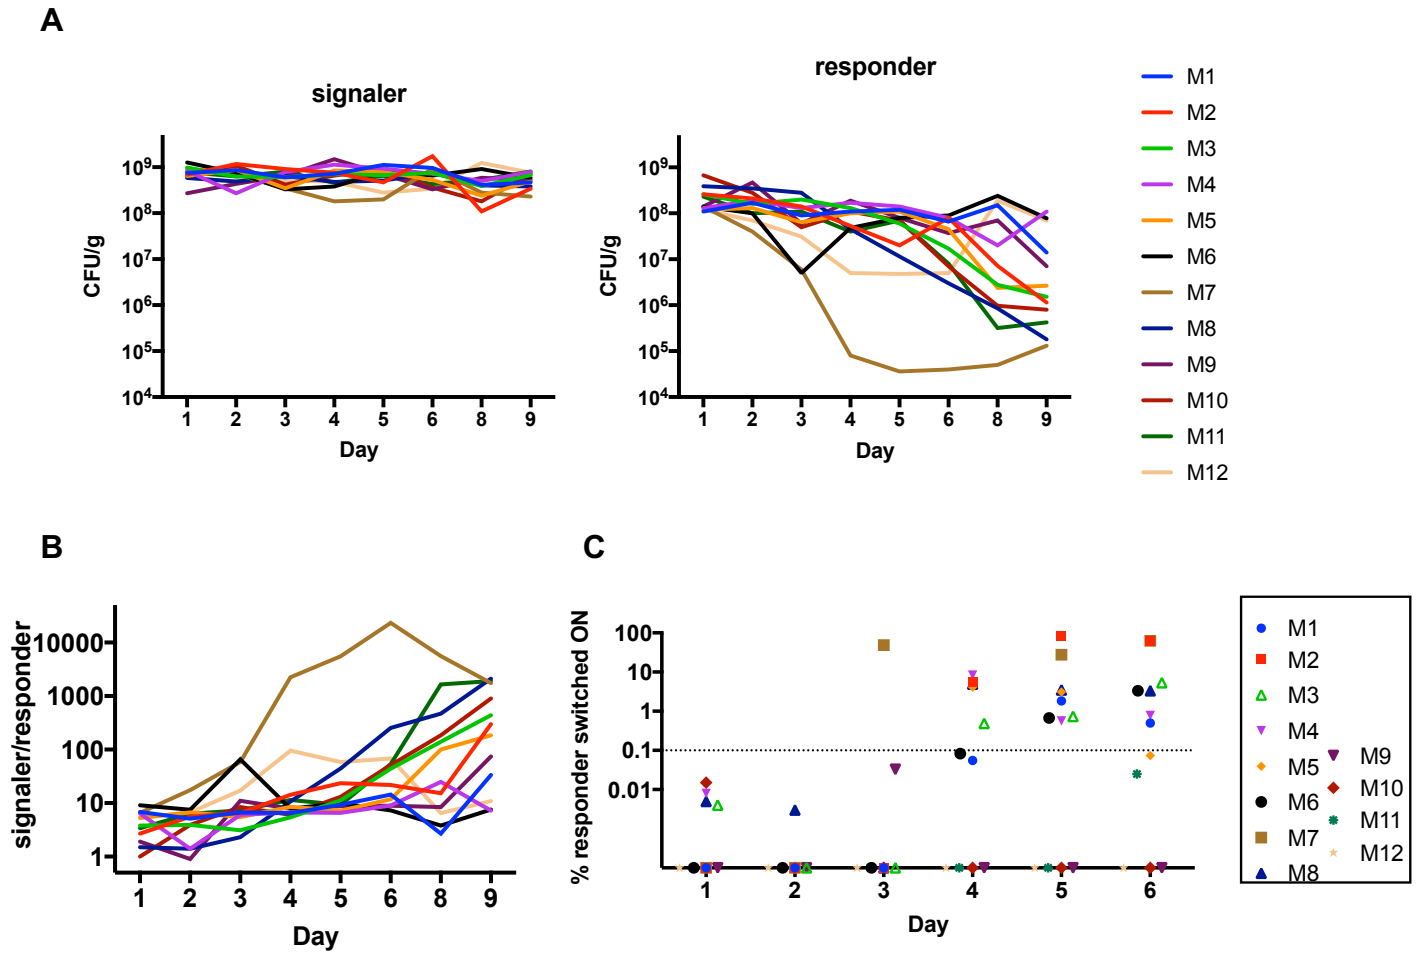 A
signaler
responder
CFU/g
10⁹
10⁸
10⁷
10⁶
10⁵
10⁴
1 2 3 4 5 6 8 9
Day
CFU/g
10⁹
10⁸
10⁷
10⁶
10⁵
10⁴
1 2 3 4 5 6 8 9
Day
M1
M2
M3
M4
M5
M6
M7
M8
M9
M10
M11
M12
B
signaler/responder
10000
1000
100
10
1
1 2 3 4 5 6 8 9
Day
C
% responder switched ON
100
10
1
0.1
0.01
1 2 3 4 5 6
Day
M1
M2
M3
M4
M5
M6
M7
M8
M9
M10
M11
M12